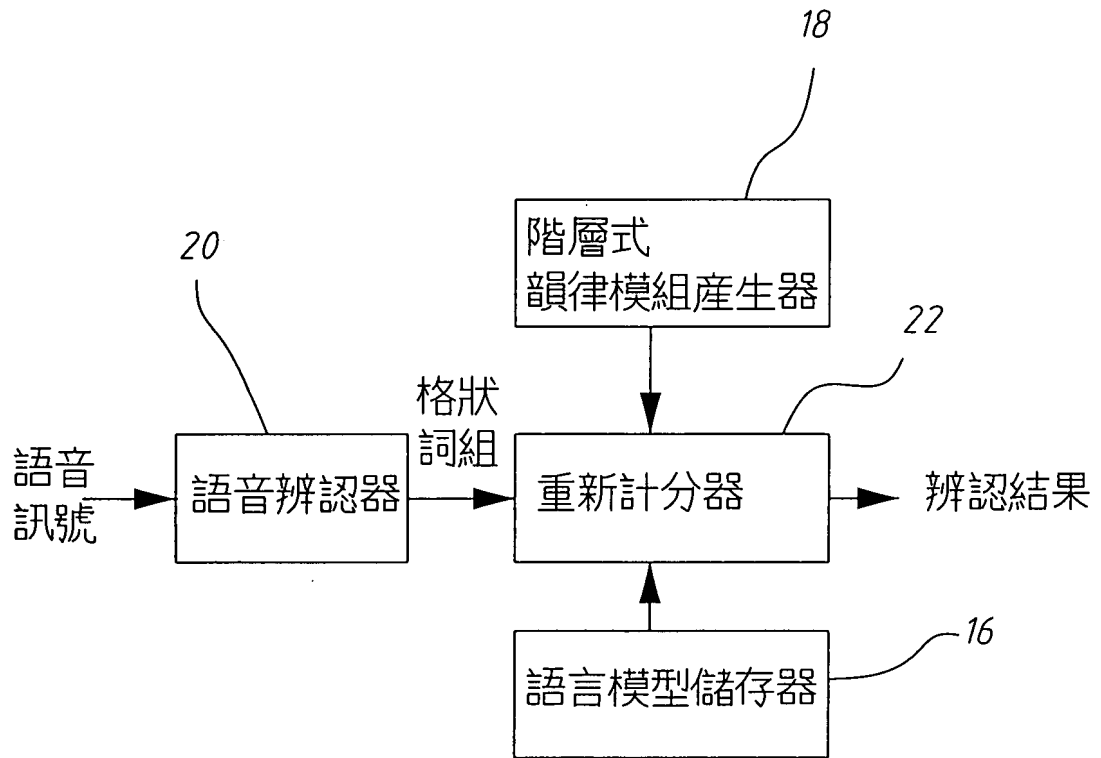 18
階層式
韻律模組產生器
20
22
格狀
詞組
語音
訊號
語音辨認器
重新計分器
辨認結果
16
語言模型儲存器